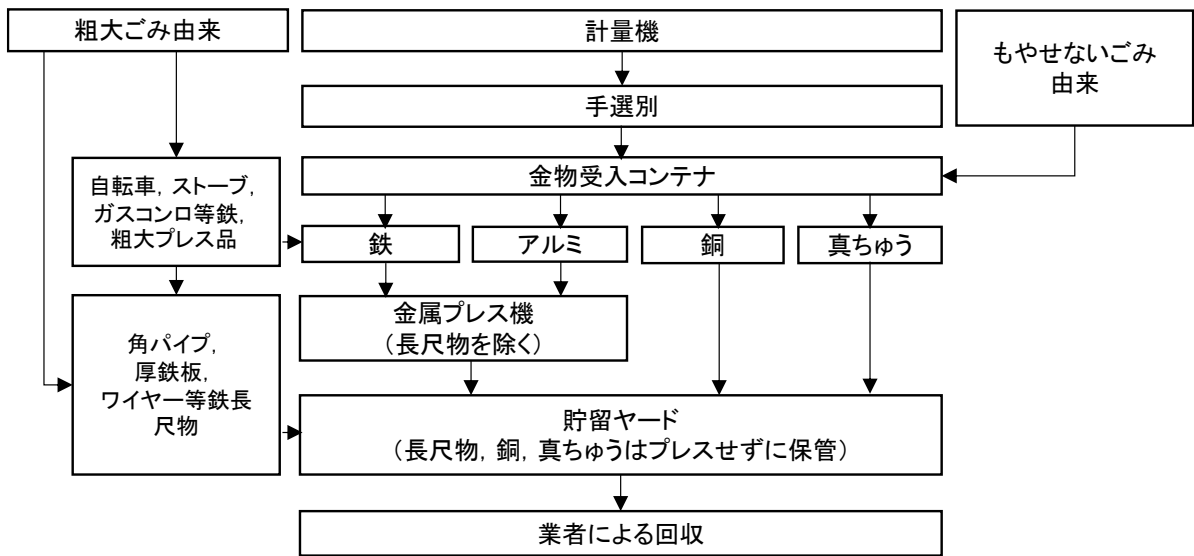 粗大ごみ由来
計量機
もやせないごみ
由来
手選別
金物受入コンテナ
自転車，ストーブ，
ガスコンロ等鉄，
粗大プレス品
鉄
アルミ
銅
真ちゅう
金属プレス機
（長尺物を除く）
角パイプ，
厚鉄板，
ワイヤー等鉄長
尺物
貯留ヤード
（長尺物，銅，真ちゅうはプレスせずに保管）
業者による回収